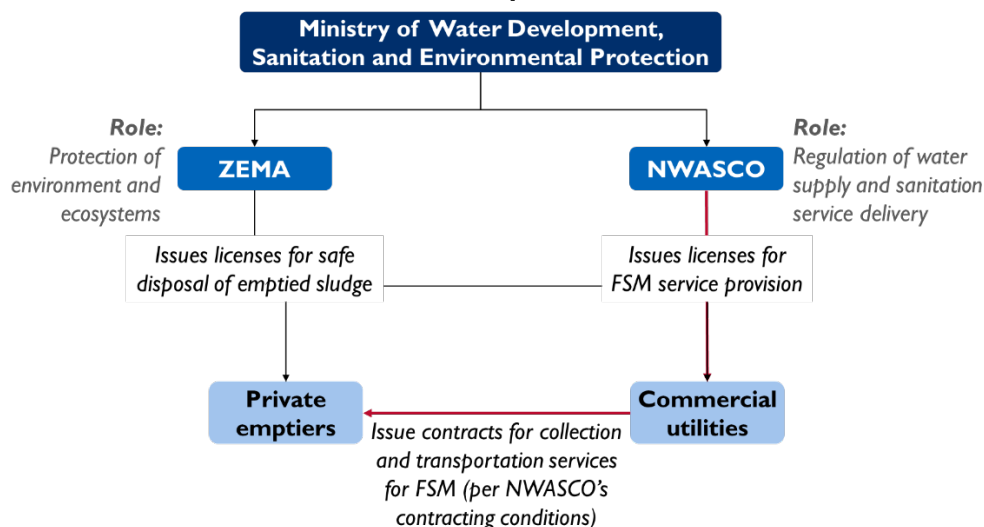 Ministry of Water Development,
Sanitation and Environmental Protection
Role:
Protection of
environment and
ecosystems
ZEMA
NWASCO
Role:
Regulation of water
supply and sanitation
service delivery
Issues licenses for safe
disposal of emptied sludge
Issues licenses for
FSM service provision
Private
emptiers
Commercial
utilities
Issue contracts for collection
and transportation services
for FSM (per NWASCO's
contracting conditions)